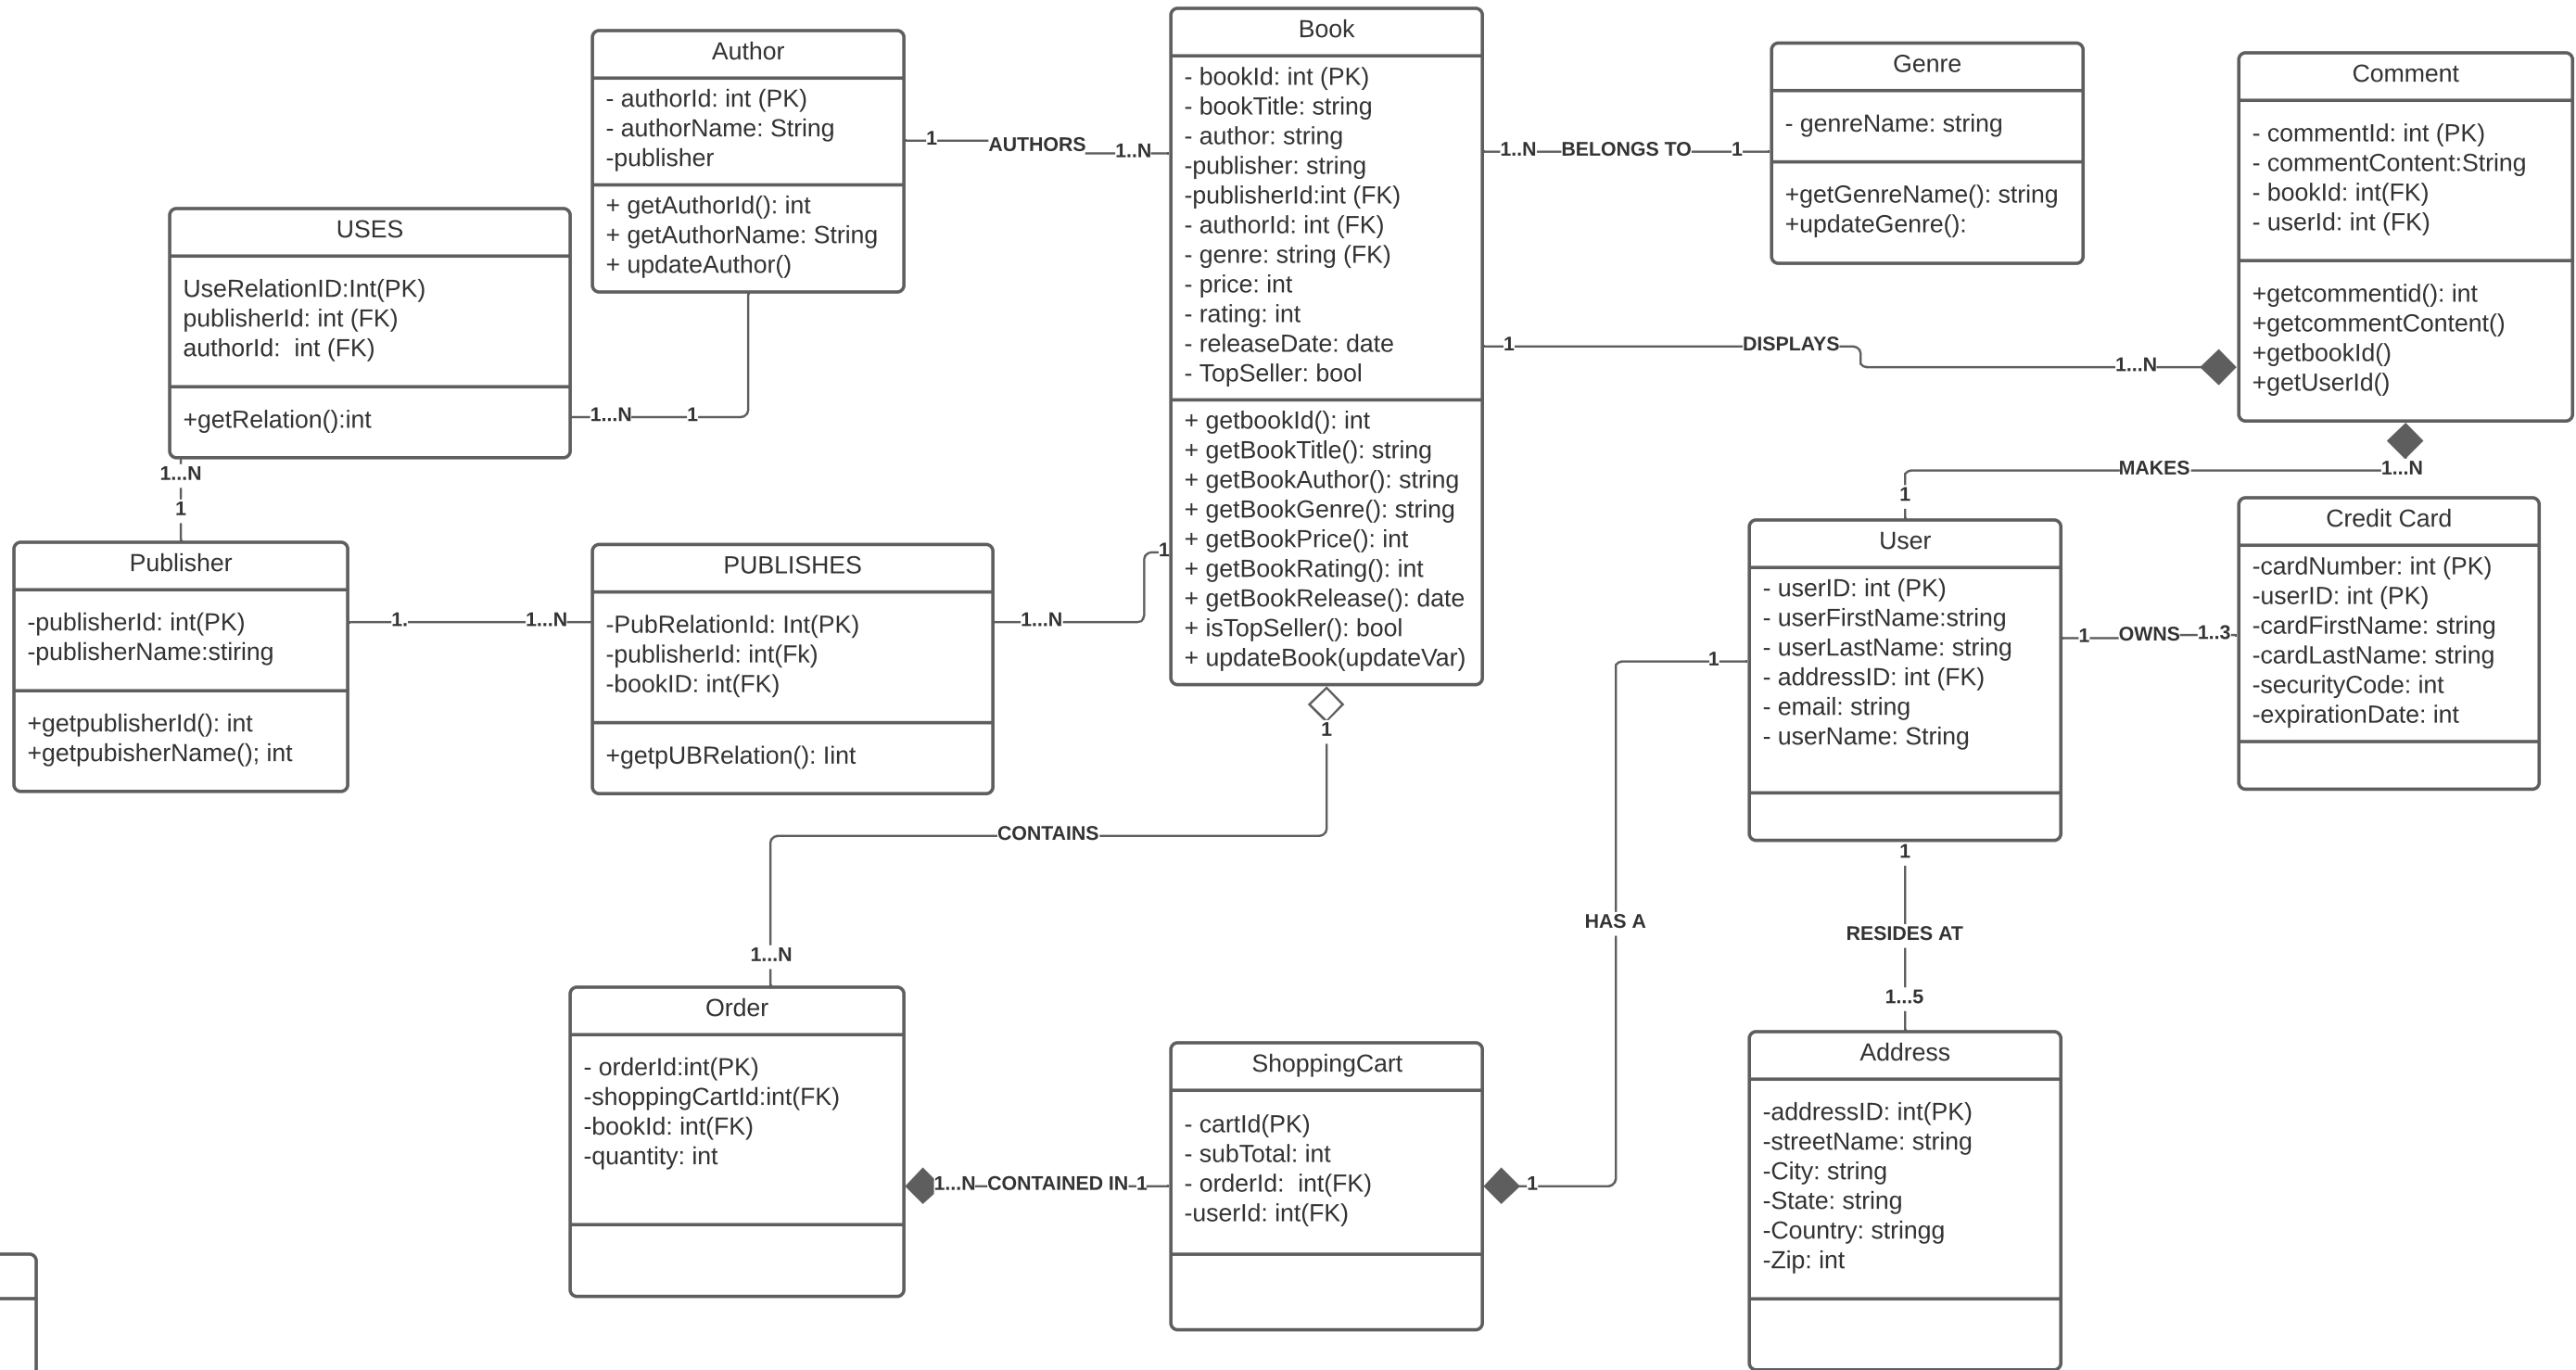 Author
- authorId: int (PK)
- authorName: String
-publisher
+ getAuthorId(): int
+ getAuthorName: String
+ updateAuthor()
1
AUTHORS
1..N
Book
- bookId: int (PK)
- bookTitle: string
- author: string
-publisher: string
-publisherId:int (FK)
- authorId: int (FK)
- genre: string (FK)
- price: int
- rating: int
- releaseDate: date
- TopSeller: bool
+ getbookId(): int
+ getBookTitle(): string
+ getBookAuthor(): string
+ getBookGenre(): string
+ getBookPrice(): int
+ getBookRating(): int
+ getBookRelease(): date
+ isTopSeller(): bool
+ updateBook(updateVar)
1..N
BELONGS TO
1
Genre
- genreName: string
+getGenreName(): string
+updateGenre():
Comment
- commentId: int (PK)
- commentContent:String
- bookId: int(FK)
- userId: int (FK)
+getcommentid(): int
+getcommentContent()
+getbookId()
+getUserId()
1
DISPLAYS
1...N
USES
UseRelationID:Int(PK)
publisherId: int (FK)
authorId:  int (FK)
+getRelation():int
1...N
1
1...N
1
Publisher
-publisherId: int(PK)
-publisherName:stiring
+getpublisherId(): int
+getpubisherName(); int
1.
1...N
PUBLISHES
-PubRelationId: Int(PK)
-publisherId: int(Fk)
-bookID: int(FK)
+getpUBRelation(): Iint
1...N
1
MAKES
1...N
1
User
- userID: int (PK)
- userFirstName:string
- userLastName: string
- addressID: int (FK)
- email: string
- userName: String
1
OWNS
1..3
Credit Card
-cardNumber: int (PK)
-userID: int (PK)
-cardFirstName: string
-cardLastName: string
-securityCode: int
-expirationDate: int
1
CONTAINS
1...N
1
HAS A
1
1
RESIDES AT
1...5
Order
- orderId:int(PK)
-shoppingCartId:int(FK)
-bookId: int(FK)
-quantity: int
1...N
CONTAINED IN
1
ShoppingCart
- cartId(PK)
- subTotal: int
- orderId:  int(FK)
-userId: int(FK)
Address
-addressID: int(PK)
-streetName: string
-City: string
-State: string
-Country: stringg
-Zip: int